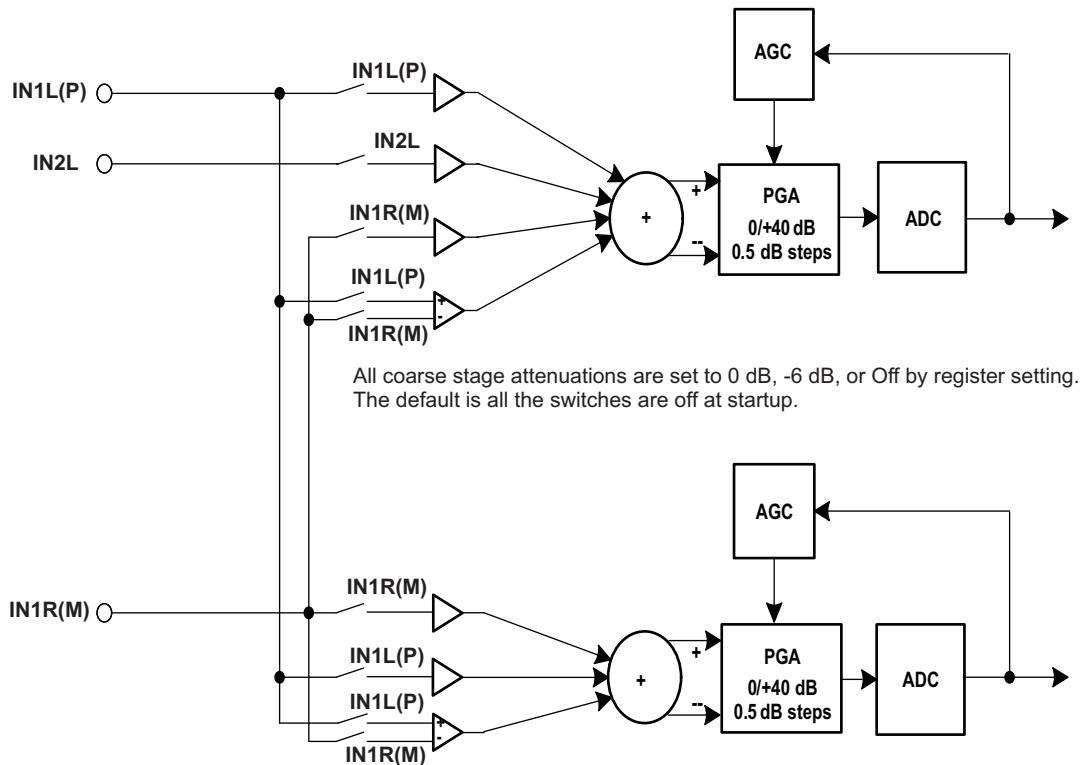 AGC
IN1L(P)
IN1L(P)
IN2L
IN2L
+
PGA
0/+40 dB
0.5 dB steps
ADC
+
--
IN1R(M)
IN1L(P)
+
-
IN1R(M)
All coarse stage attenuations are set to 0 dB, -6 dB, or Off by register setting.
The default is all the switches are off at startup.
AGC
IN1R(M)
IN1R(M)
IN1L(P)
+
PGA
0/+40 dB
0.5 dB steps
ADC
+
--
IN1L(P)
+
-
IN1R(M)